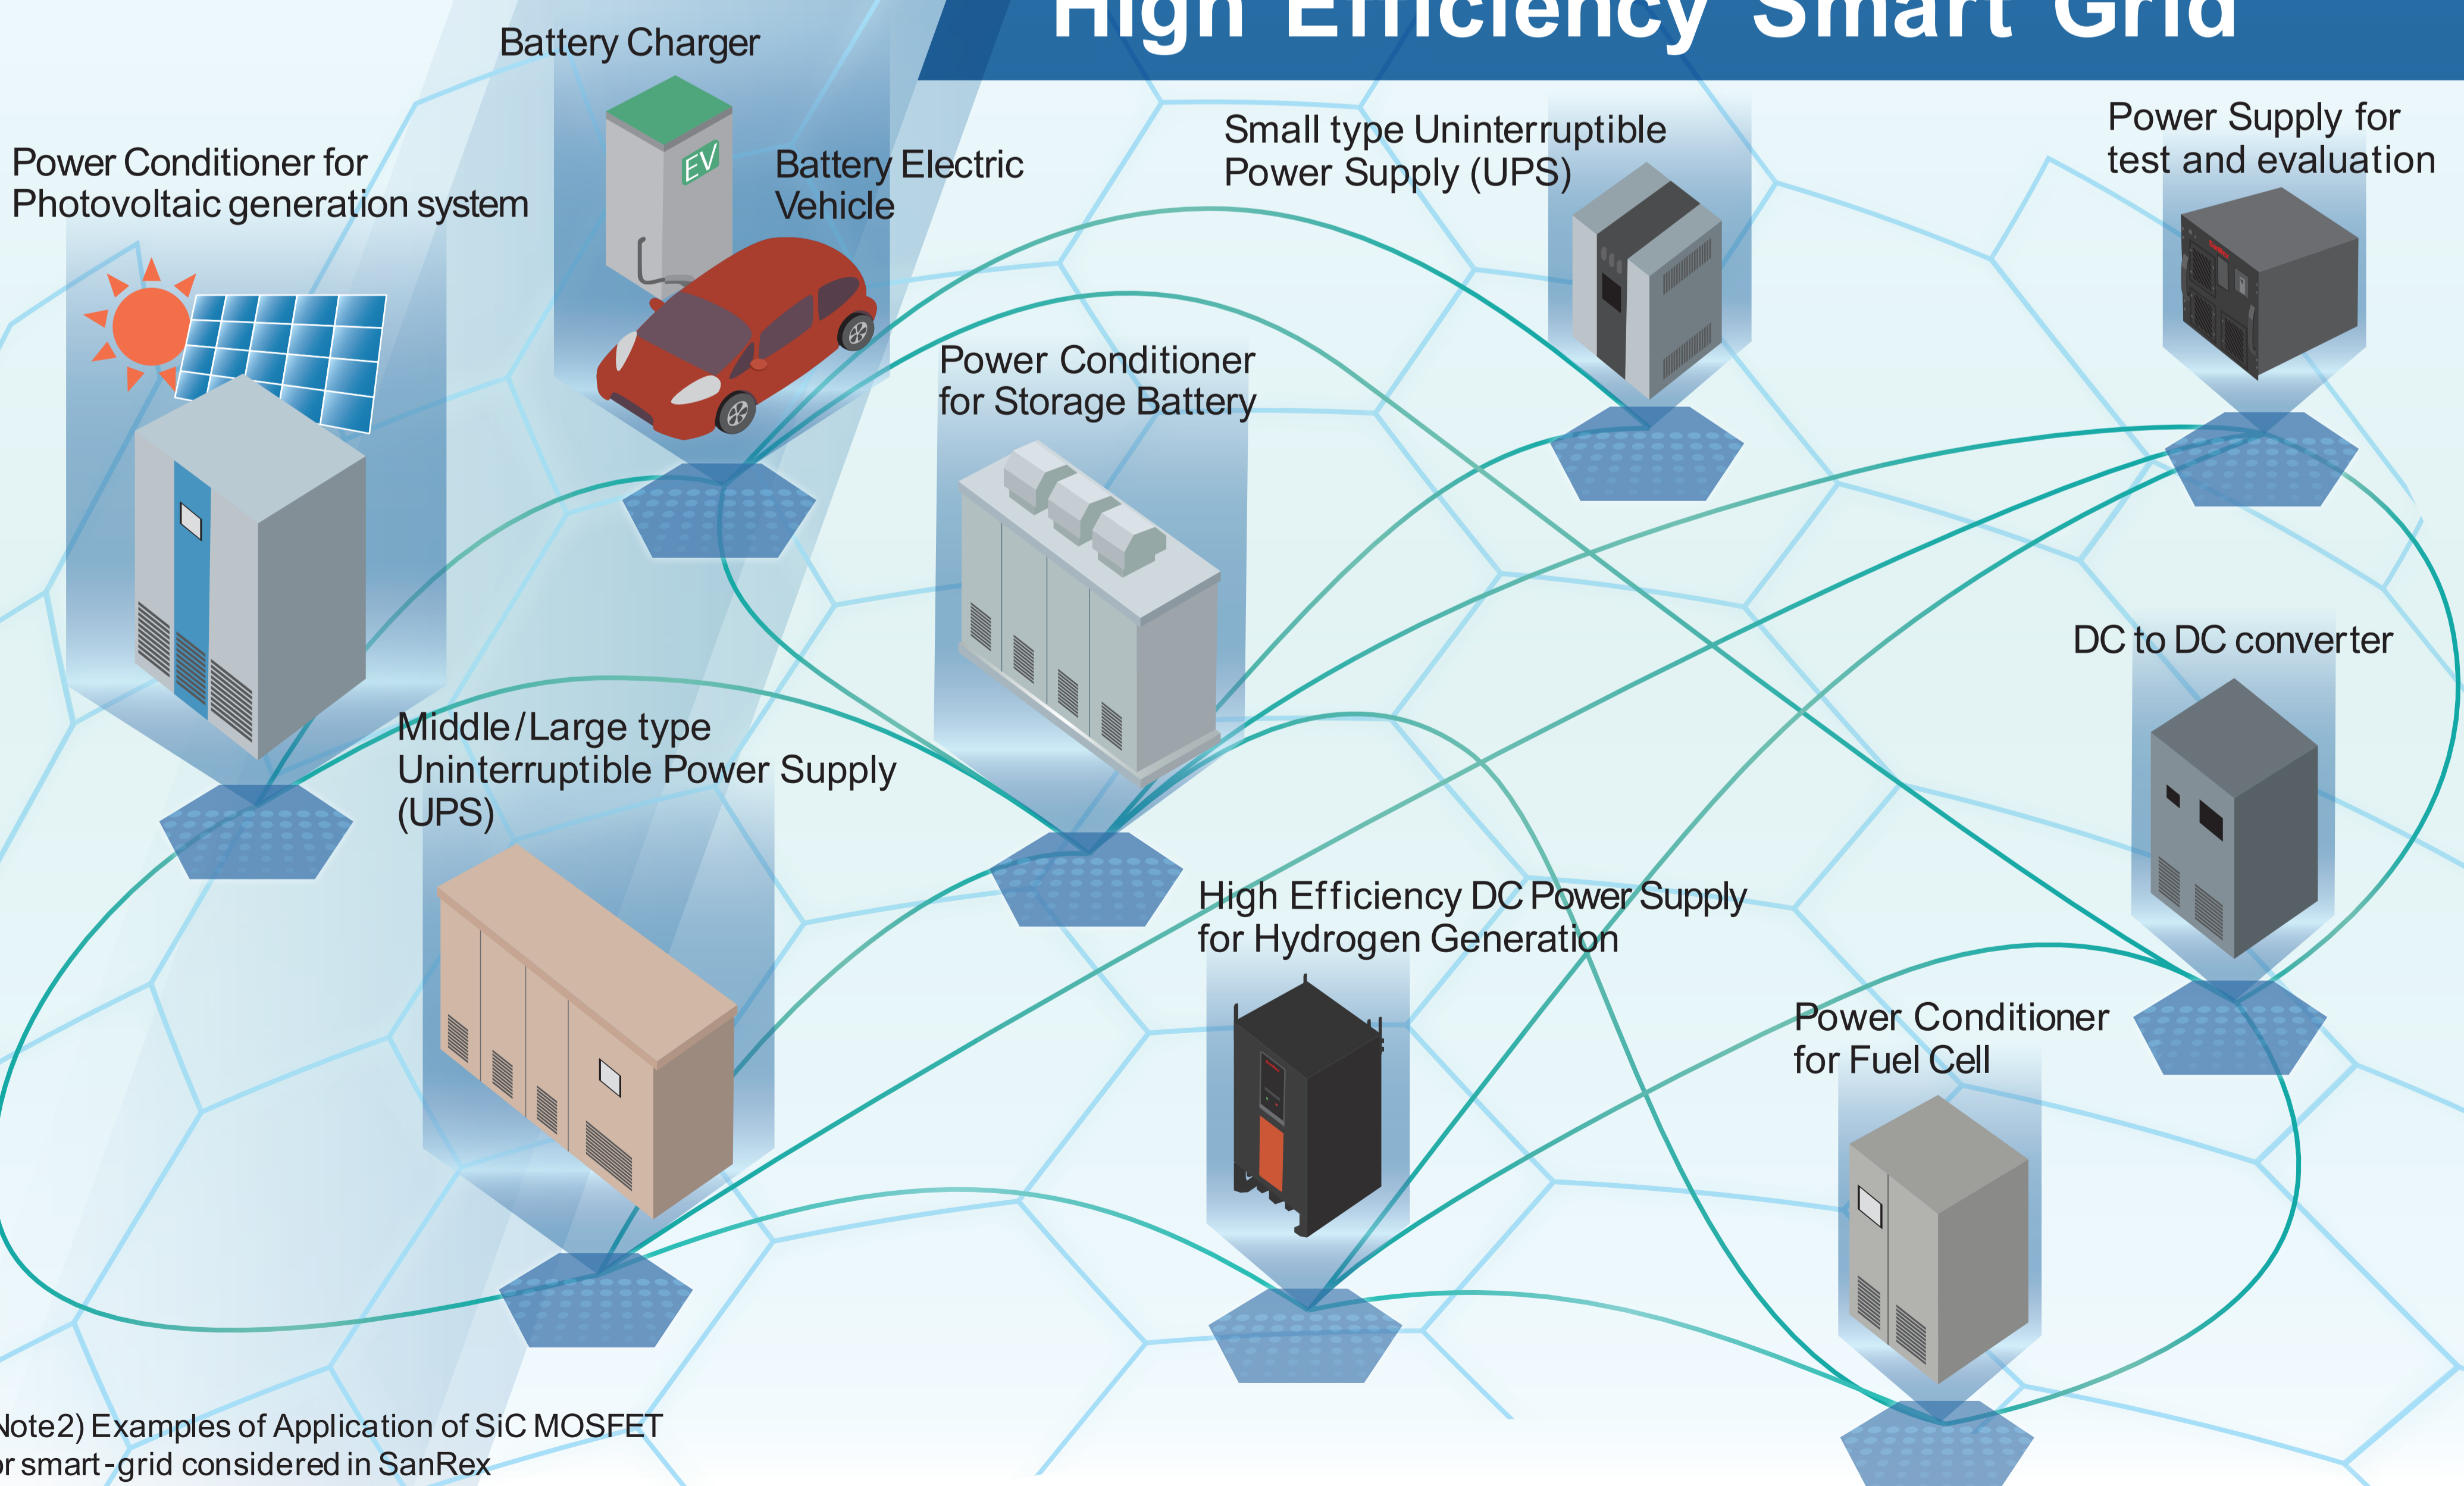 High Efficiency Smart Grid
Battery Charger
EV
Battery Electric
Vehicle
Power Conditioner for
Photovoltaic generation system
Small type Uninterruptible
Power Supply (UPS)
Power Supply for
test and evaluation
Power Conditioner
for Storage Battery
DC to DC converter
Middle/Large type
Uninterruptible Power Supply
(UPS)
High Efficiency DC Power Supply
for Hydrogen Generation
Power Conditioner
for Fuel Cell
Note2) Examples of Application of SiC MOSFET
or smart-grid considered in SanRex